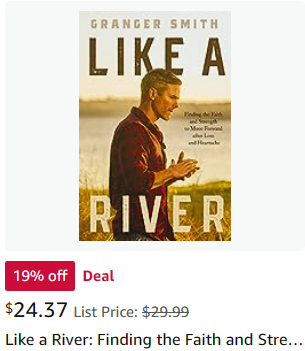 GRANGER SMITH
LIKE A
Finding the Faith
and Strength
to Move Forward
after Loss
and Heartache
RIVER
19% off Deal
$24.37 List Price: $29.99
Like a River: Finding the Faith and Stre...